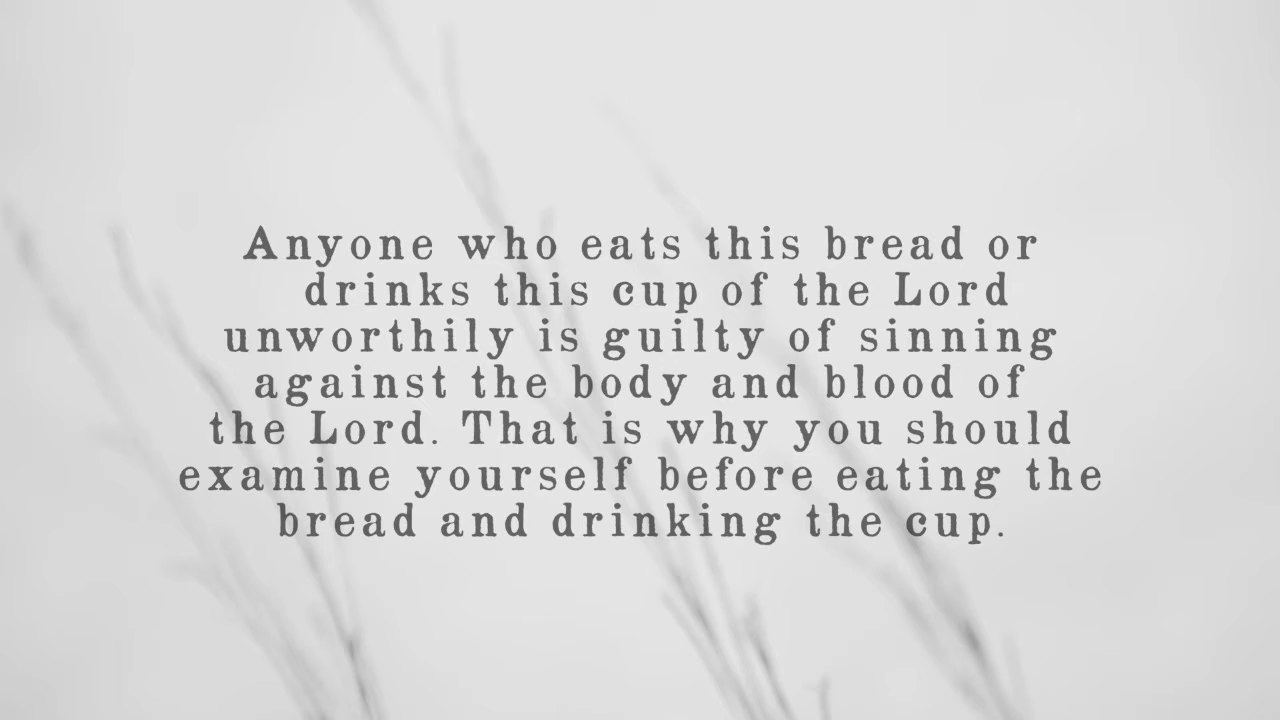 Anyone who eats this bread or
drinks this cup of the Lord
unworthily is guilty of sinning
against the body and blood of
the Lord. That is why you should
examine yourself before eating the
bread and drinking the cup.